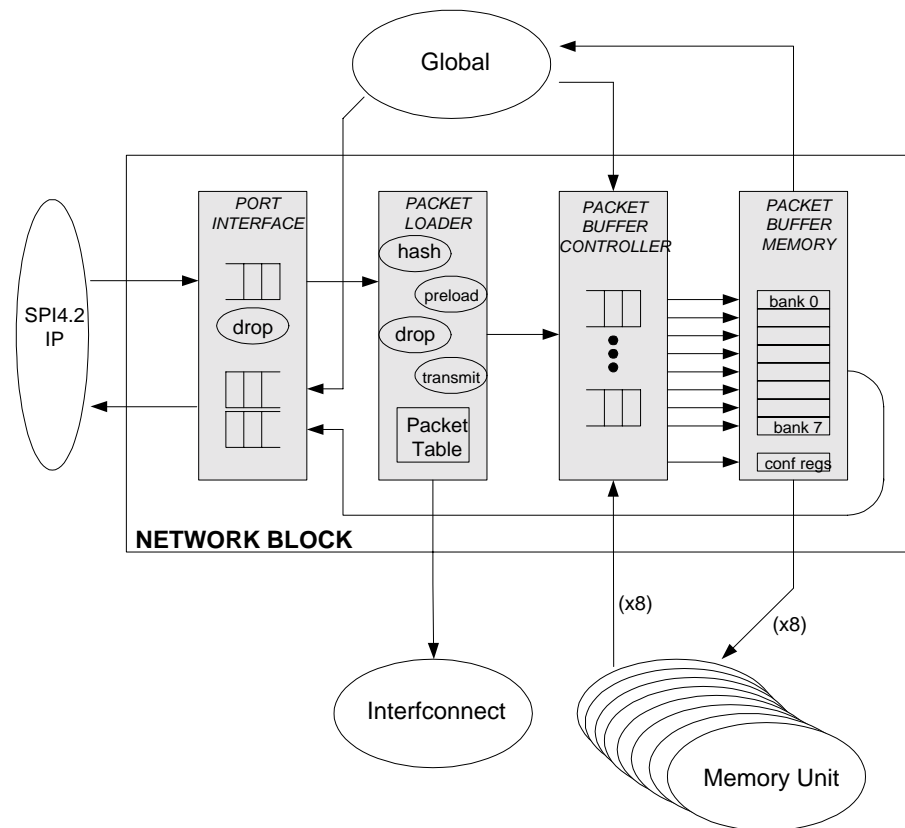 Global
PORT
INTERFACE
PACKET
LOADER
PACKET
BUFFER
CONTROLLER
PACKET
BUFFER
MEMORY
hash
preload
drop
drop
transmit
Packet
Table
bank 0
bank 7
conf regs
SPI4.2
IP
NETWORK BLOCK
(x8)
(x8)
Interfconnect
Memory Unit